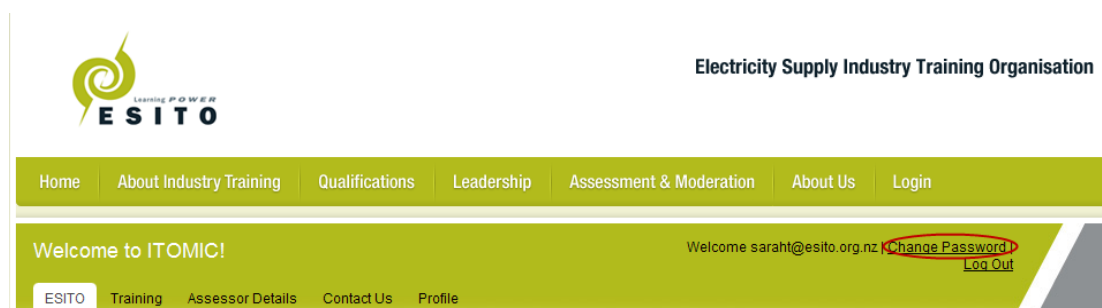 Electricity Supply Industry Training Organisation
Learning POWER
ESITO
Home About Industry Training Qualifications Leadership Assessment & Moderation About Us Login
Welcome to ITOMIC!
Welcome saraht@esito.org.nz | Change Password |
Log Out
ESITO Training Assessor Details Contact Us Profile